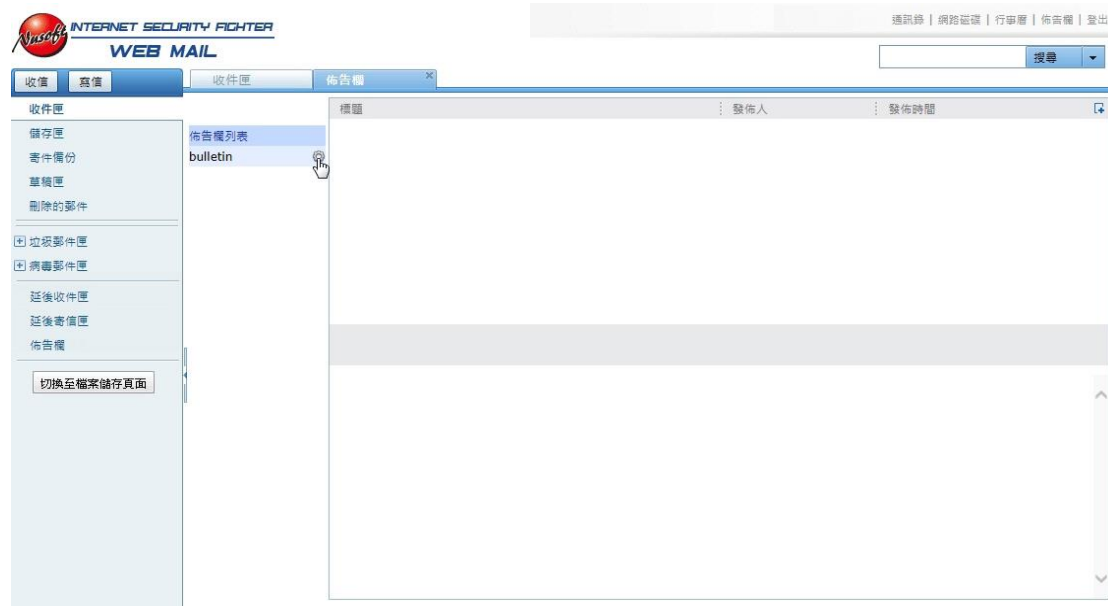 Nusoft INTERNET SECURITY FIGHTER
WEB MAIL
通訊錄 | 網路磁碟 | 行事曆 | 佈告欄 | 登出
搜尋
收信 寫信
收件匣 佈告欄 ×
收件匣
儲存匣
寄件備份
草稿匣
刪除的郵件
垃圾郵件匣
病毒郵件匣
延後收件匣
延後寄信匣
佈告欄
切換至檔案儲存頁面
佈告欄列表
bulletin
標題 發佈人 發佈時間